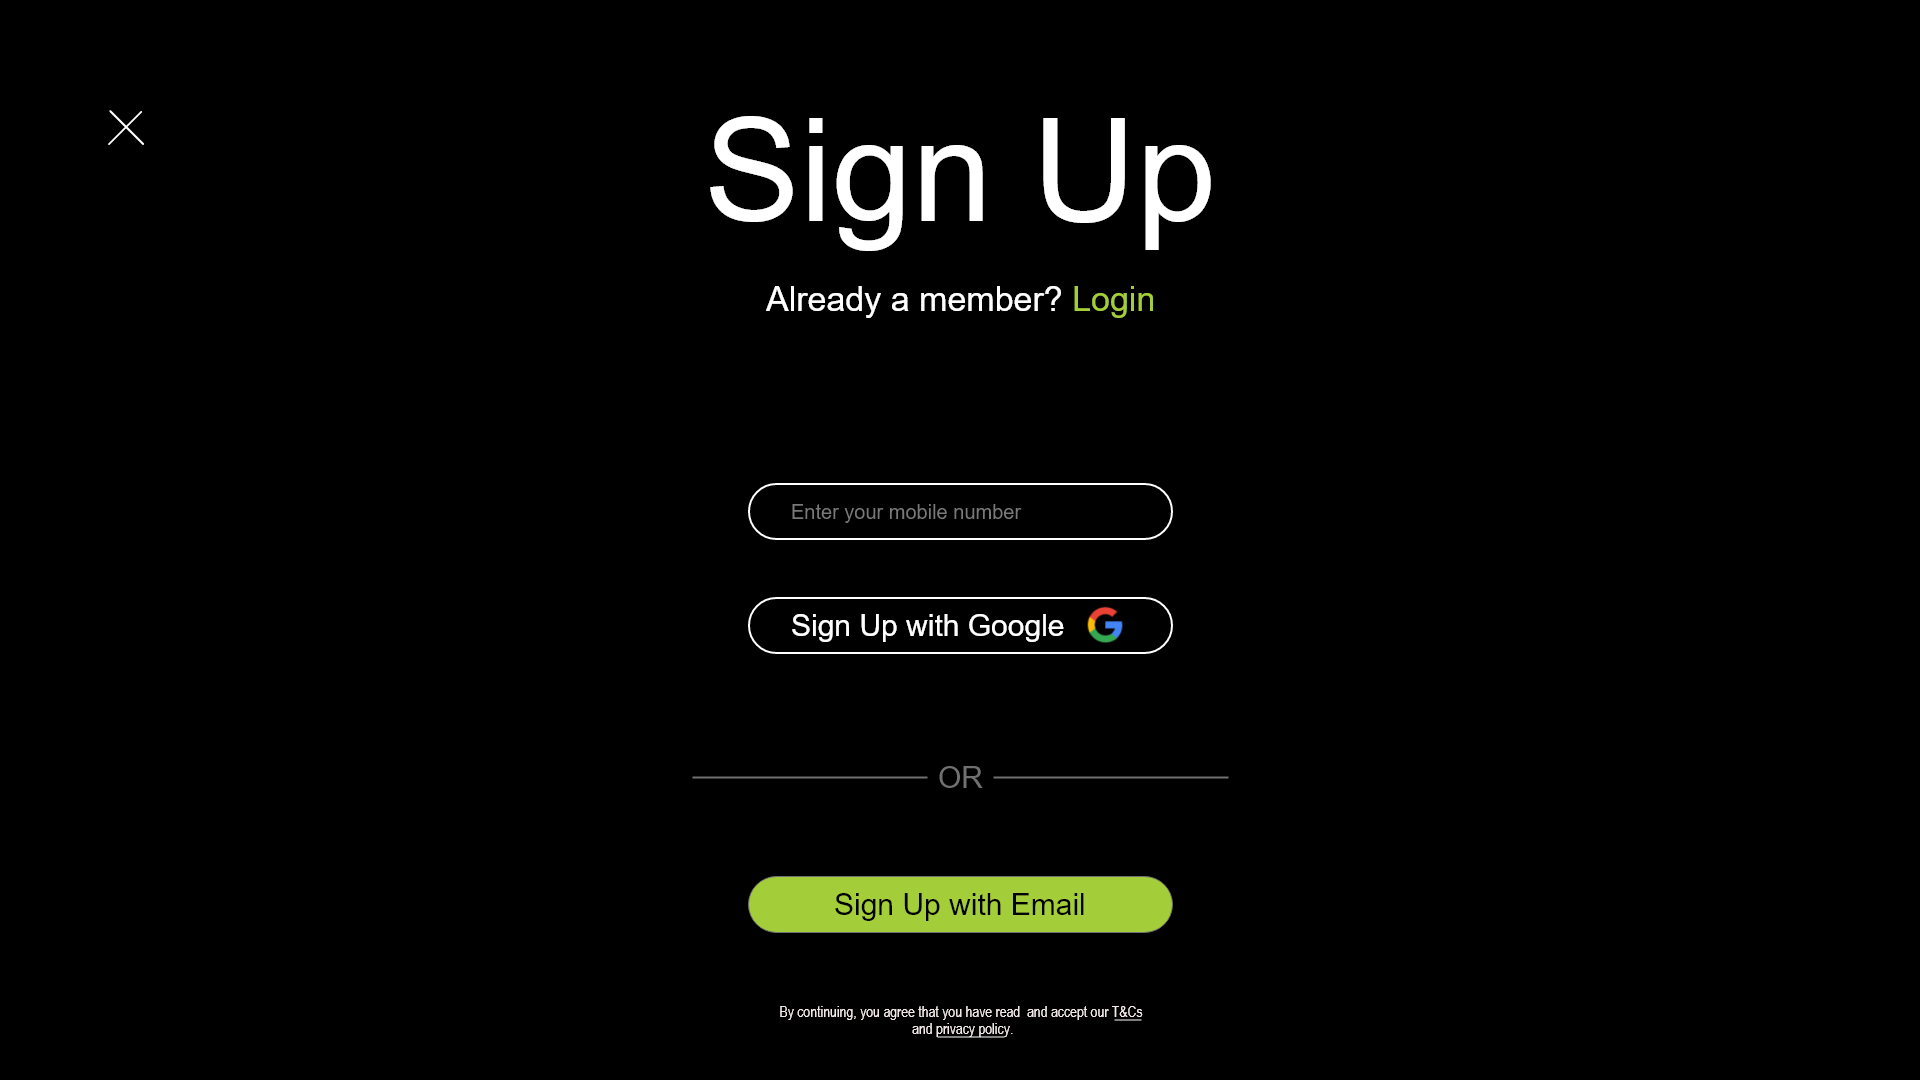 Sign Up
Already a member? Login
Enter your mobile number
Sign Up with Google
OR
Sign Up with Email
By continuing, you agree that you have read and accept our T&Cs
and privacy policy.